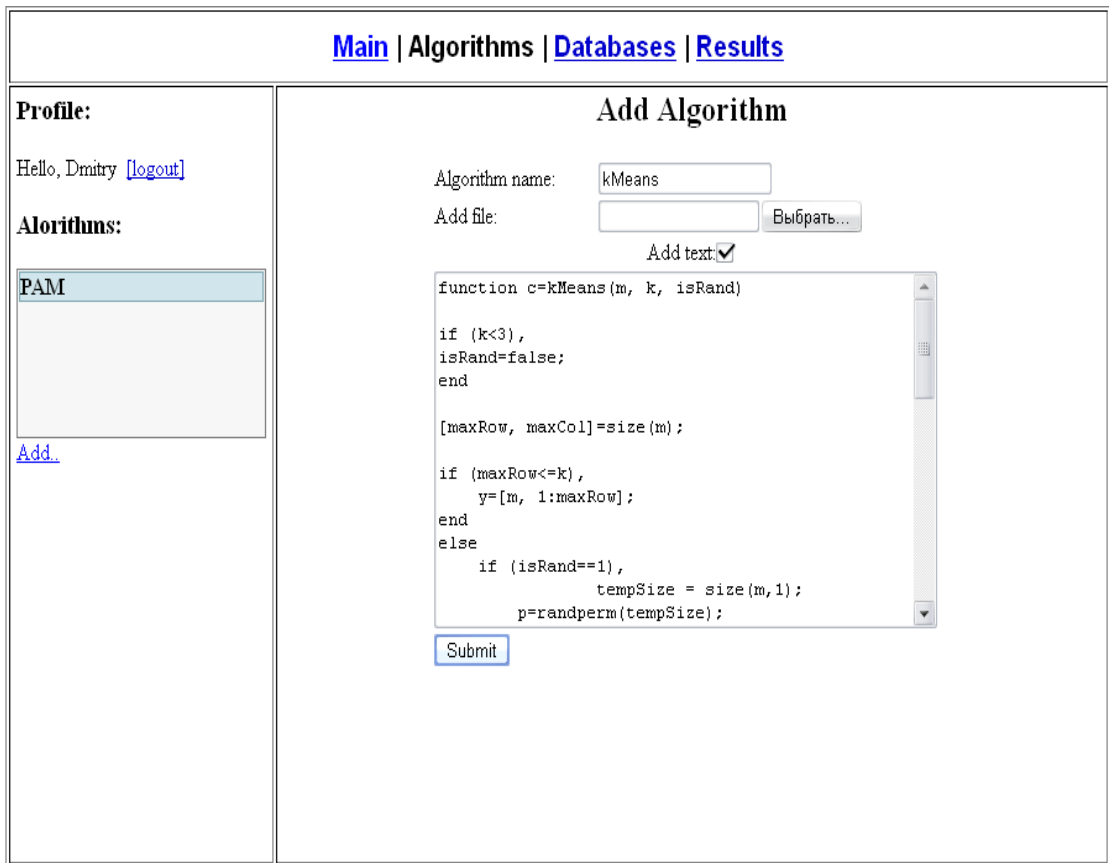 Main | Algorithms | Databases | Results
Profile:
Hello, Dmitry [logout]
Alorithms:
PAM
Add..
Add Algorithm
Algorithm name: kMeans
Add file: Выбрать...
Add text:
function c=kMeans(m, k, isRand)
if (k<3),
isRand=false;
end
[maxRow, maxCol]=size(m);
if (maxRow<=k),
y=[m, 1:maxRow];
end
else
if (isRand==1),
tempSize = size(m,1);
p=randperm(tempSize);
Submit